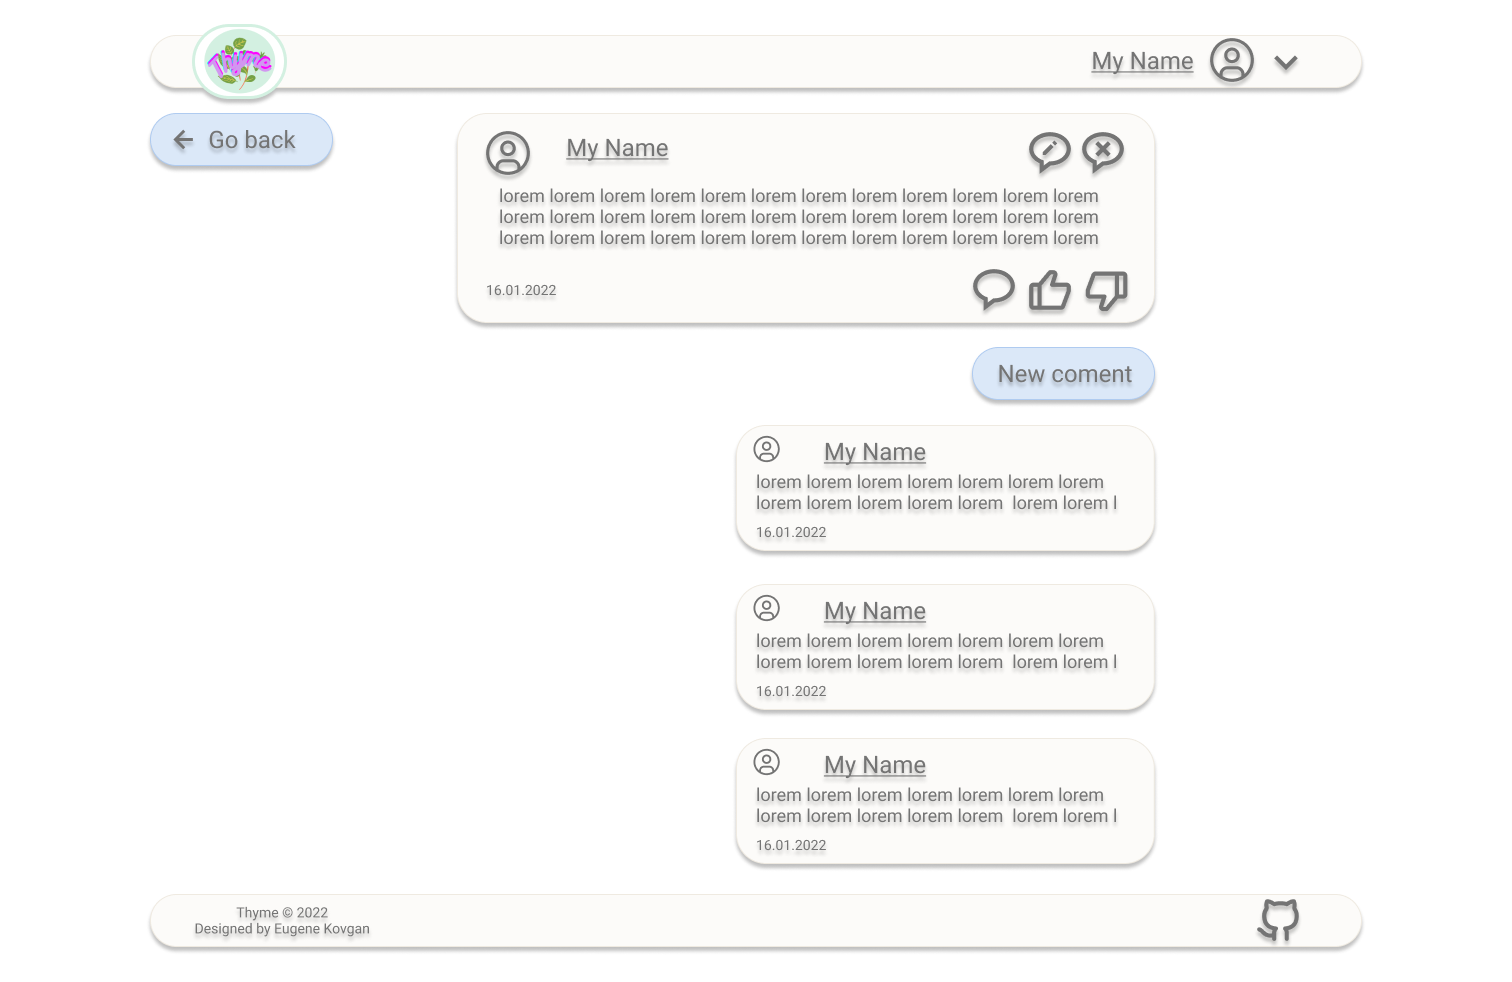 Thyme
My Name
Go back
My Name
lorem lorem lorem lorem lorem lorem lorem lorem lorem lorem lorem lorem
lorem lorem lorem lorem lorem lorem lorem lorem lorem lorem lorem lorem
lorem lorem lorem lorem lorem lorem lorem lorem lorem lorem lorem lorem
16.01.2022
New coment
My Name
lorem lorem lorem lorem lorem lorem lorem
lorem lorem lorem lorem lorem  lorem lorem l
16.01.2022
My Name
lorem lorem lorem lorem lorem lorem lorem
lorem lorem lorem lorem lorem  lorem lorem l
16.01.2022
My Name
lorem lorem lorem lorem lorem lorem lorem
lorem lorem lorem lorem lorem  lorem lorem l
16.01.2022
Thyme © 2022
Designed by Eugene Kovgan